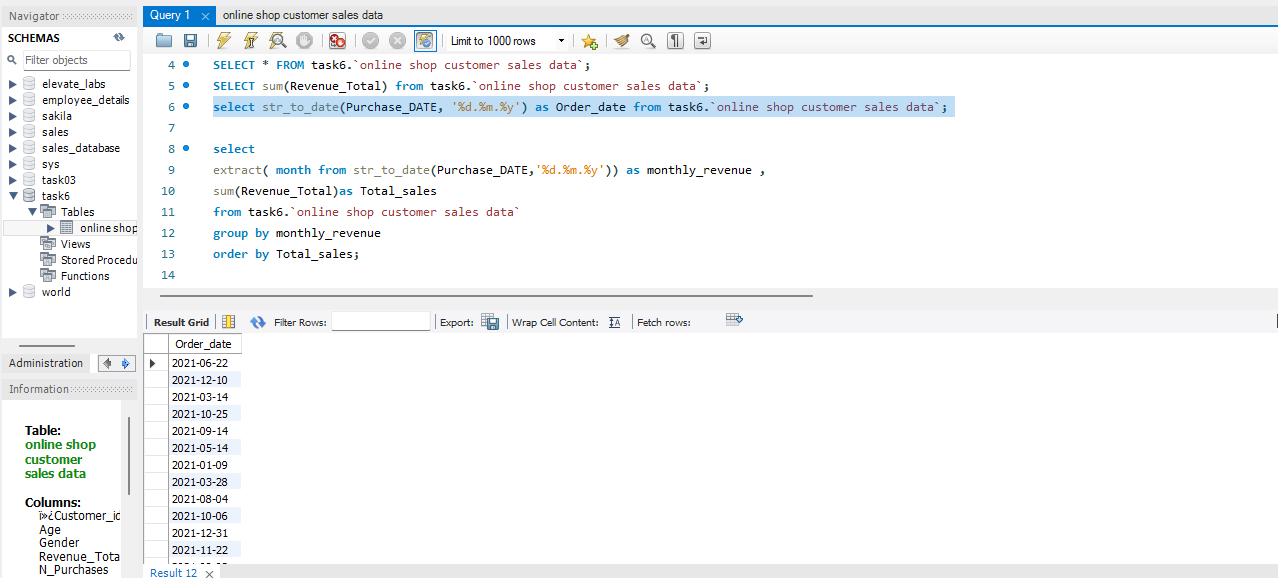 Navigator
Query 1
online shop customer sales data
SCHEMAS
Filter objects
elevate_labs
employee_details
sakila
sales
sales_database
sys
task03
task6
Tables
online shop
Views
Stored Procedu
Functions
world
Administration
Information
Table:
online shop
customer
sales data
Columns:
ï»¿Customer_id
Age
Gender
Revenue_Tota
N_Purchases
Limit to 1000 rows
4 SELECT * FROM task6.`online shop customer sales data`;
5 SELECT sum(Revenue_Total) from task6.`online shop customer sales data`;
6 select str_to_date(Purchase_DATE, '%d.%m.%y') as Order_date from task6.`online shop customer sales data`;
7
8 select
9 extract( month from str_to_date(Purchase_DATE,'%d.%m.%y')) as monthly_revenue ,
10 sum(Revenue_Total)as Total_sales
11 from task6.`online shop customer sales data`
12 group by monthly_revenue
13 order by Total_sales;
14
Result Grid Filter Rows: Export: Wrap Cell Content: Fetch rows:
Order_date
2021-06-22
2021-12-10
2021-03-14
2021-10-25
2021-09-14
2021-05-14
2021-01-09
2021-03-28
2021-08-04
2021-10-06
2021-12-31
2021-11-22
Result 12